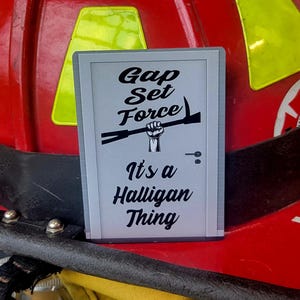 Gap
Set
Force
It's a
Halligan
Thing